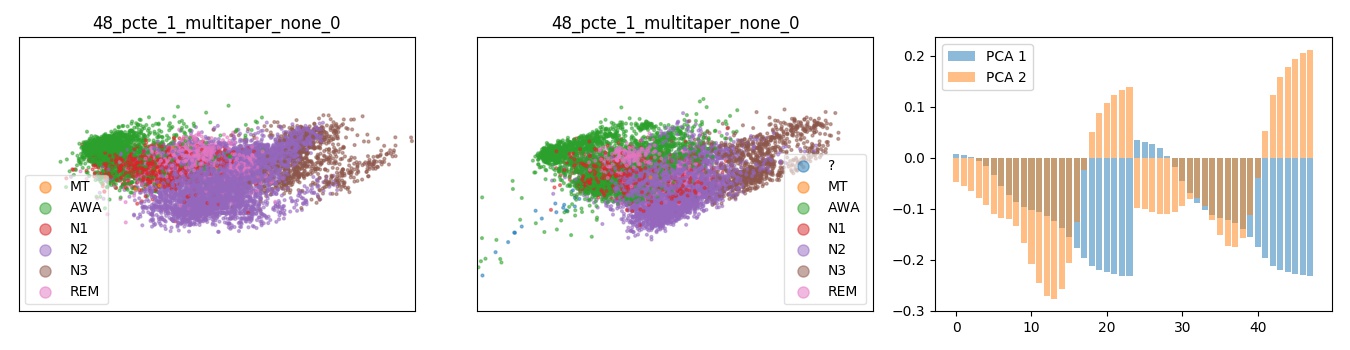 48_pcte_1_multitaper_none_0
MT
AWA
N1
N2
N3
REM
48_pcte_1_multitaper_none_0
?
MT
AWA
N1
N2
N3
REM
PCA 1
PCA 2
0.2
0.1
0.0
−0.1
−0.2
−0.3
0 10 20 30 40